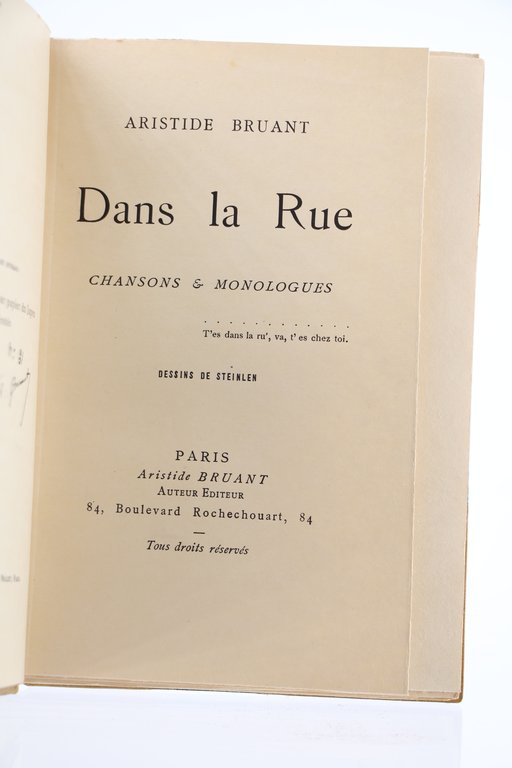 ARISTIDE BRUANT
Dans la Rue
CHANSONS & MONOLOGUES
. . . . . . . . . . . .
T'es dans la ru', va, t'es chez toi.
DESSINS DE STEINLEN
PARIS
Aristide BRUANT
AUTEUR EDITEUR
84, Boulevard Rochechouart, 84
—
Tous droits réservés